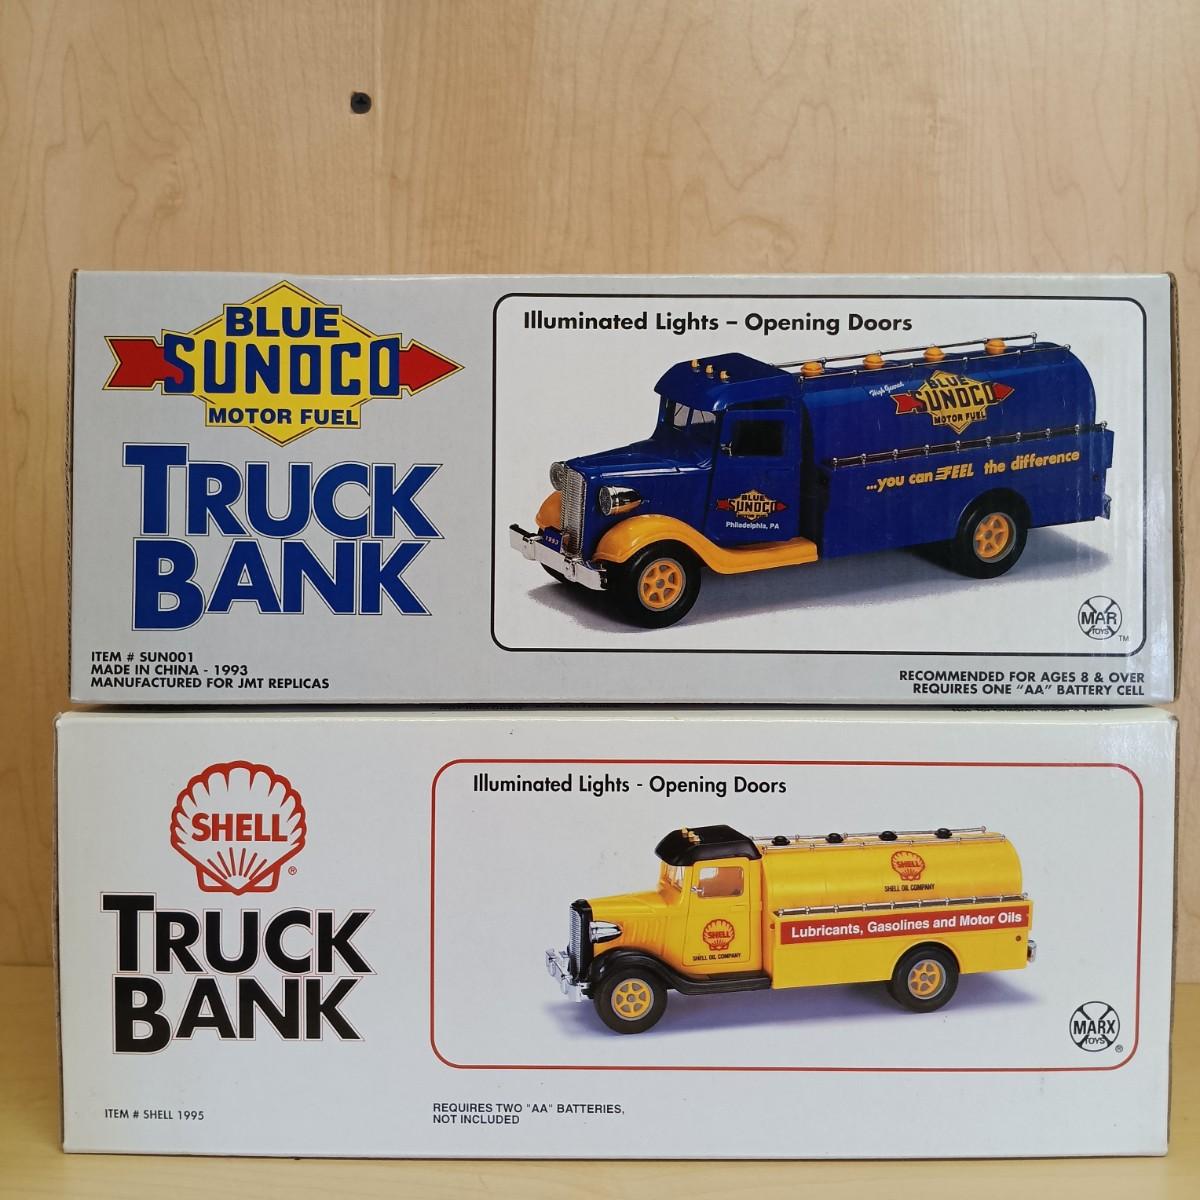 BLUE
SUNOCO
MOTOR FUEL
TRUCK
BANK
ITEM # SUN001
MADE IN CHINA - 1993
MANUFACTURED FOR JMT REPLICAS
Illuminated Lights – Opening Doors
BLUE
SUNOCO
MOTOR FUEL
...you can FEEL the difference
BLUE
SUNOCO
Philadelphia, PA
1993
MAR
TOYS
TM
RECOMMENDED FOR AGES 8 & OVER
REQUIRES ONE "AA" BATTERY CELL
SHELL
®
TRUCK
BANK
ITEM # SHELL 1995
Illuminated Lights - Opening Doors
SHELL
SHELL OIL COMPANY
Lubricants, Gasolines and Motor Oils
SHELL
SHELL OIL COMPANY
MARX
TOYS
®
REQUIRES TWO "AA" BATTERIES,
NOT INCLUDED